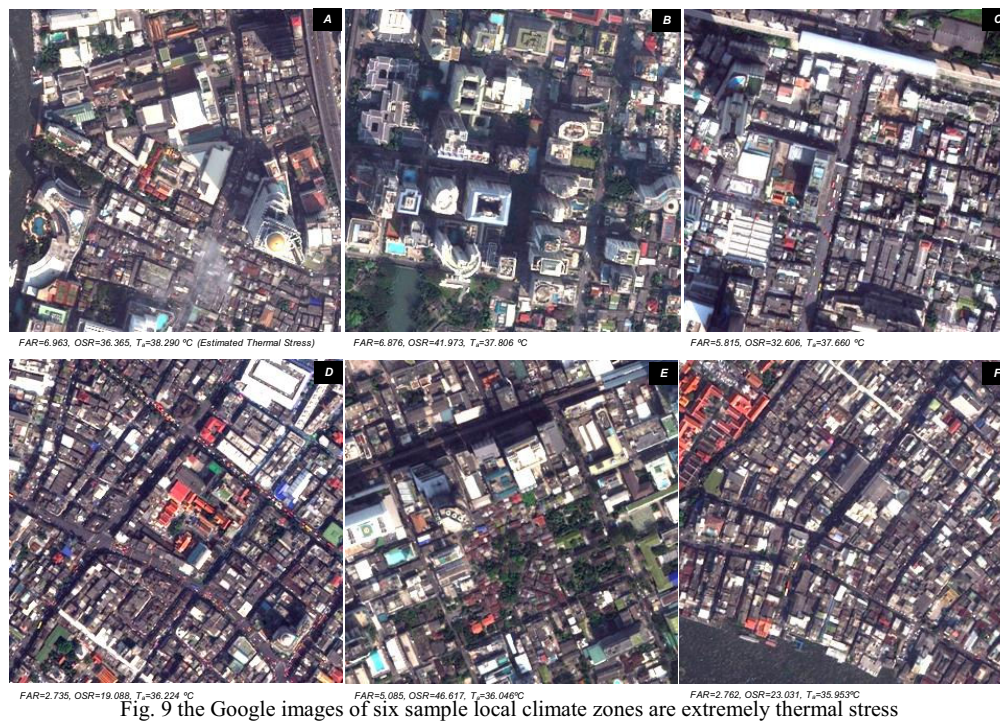 A
B
C
FAR=6.963, OSR=36.365, Ta=38.290 ºC (Estimated Thermal Stress)
FAR=6.876, OSR=41.973, Ta=37.806 ºC
FAR=5.815, OSR=32.606, Ta=37.660 ºC
D
E
F
FAR=2.735, OSR=19.088, Ta=36.224 ºC
FAR=5.085, OSR=46.617, Ta=36.046ºC
FAR=2.762, OSR=23.031, Ta=35.953ºC
Fig. 9 the Google images of six sample local climate zones are extremely thermal stress